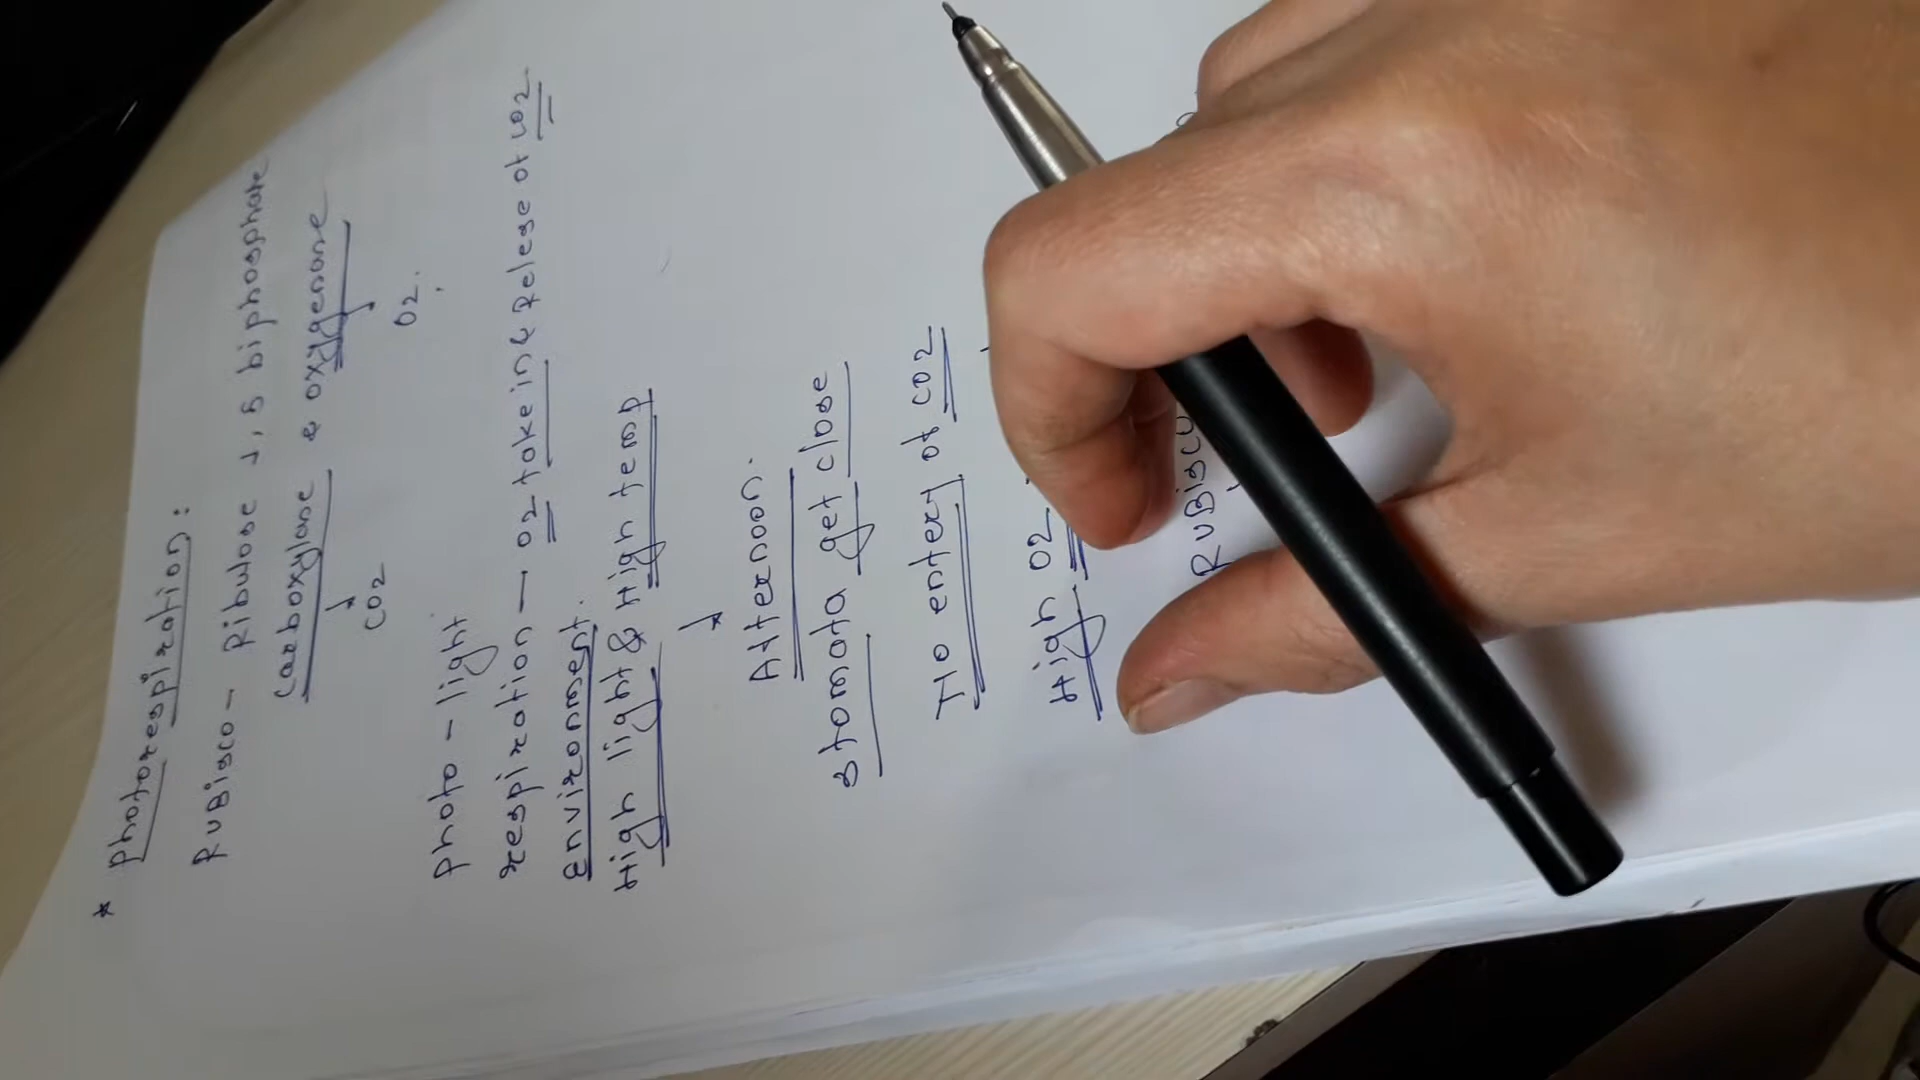 * Photorespiration:
RuBisco - Ribulose 1,5 biphosphate
carboxylase & oxygenase
CO2 O2.
Photo - light
respiration - O2 take in & Relese of CO2
Environment.
High light & High temp
Afternoon.
stomata get close
No entery of CO2
High O2
RuBisco